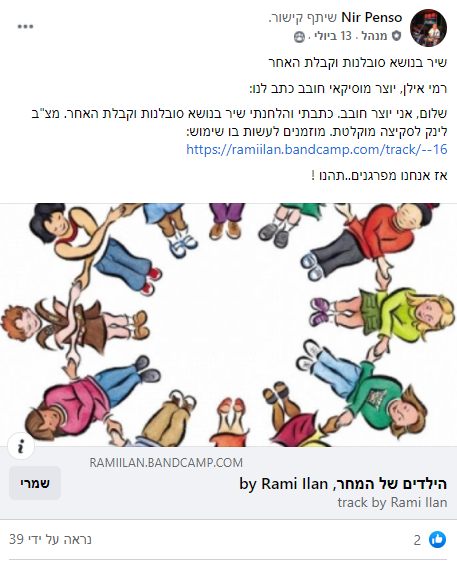 Nir Penso שיתף קישור.
מנהל · 13 ביולי ·
שיר בנושא סובלנות וקבלת האחר
רמי אילן, יוצר מוסיקאי חובב כתב לנו:
שלום, אני יוצר חובב. כתבתי והלחנתי שיר בנושא סובלנות וקבלת האחר. מצ"ב
לינק לסקיצה מוקלטת. מוזמנים לעשות בו שימוש:
https://ramiilan.bandcamp.com/track/--16
אז אנחנו מפרגנים..תהנו !
RAMIILAN.BANDCAMP.COM
הילדים של המחר, by Rami Ilan
track by Rami Ilan
שמרי
2
נראה על ידי 39